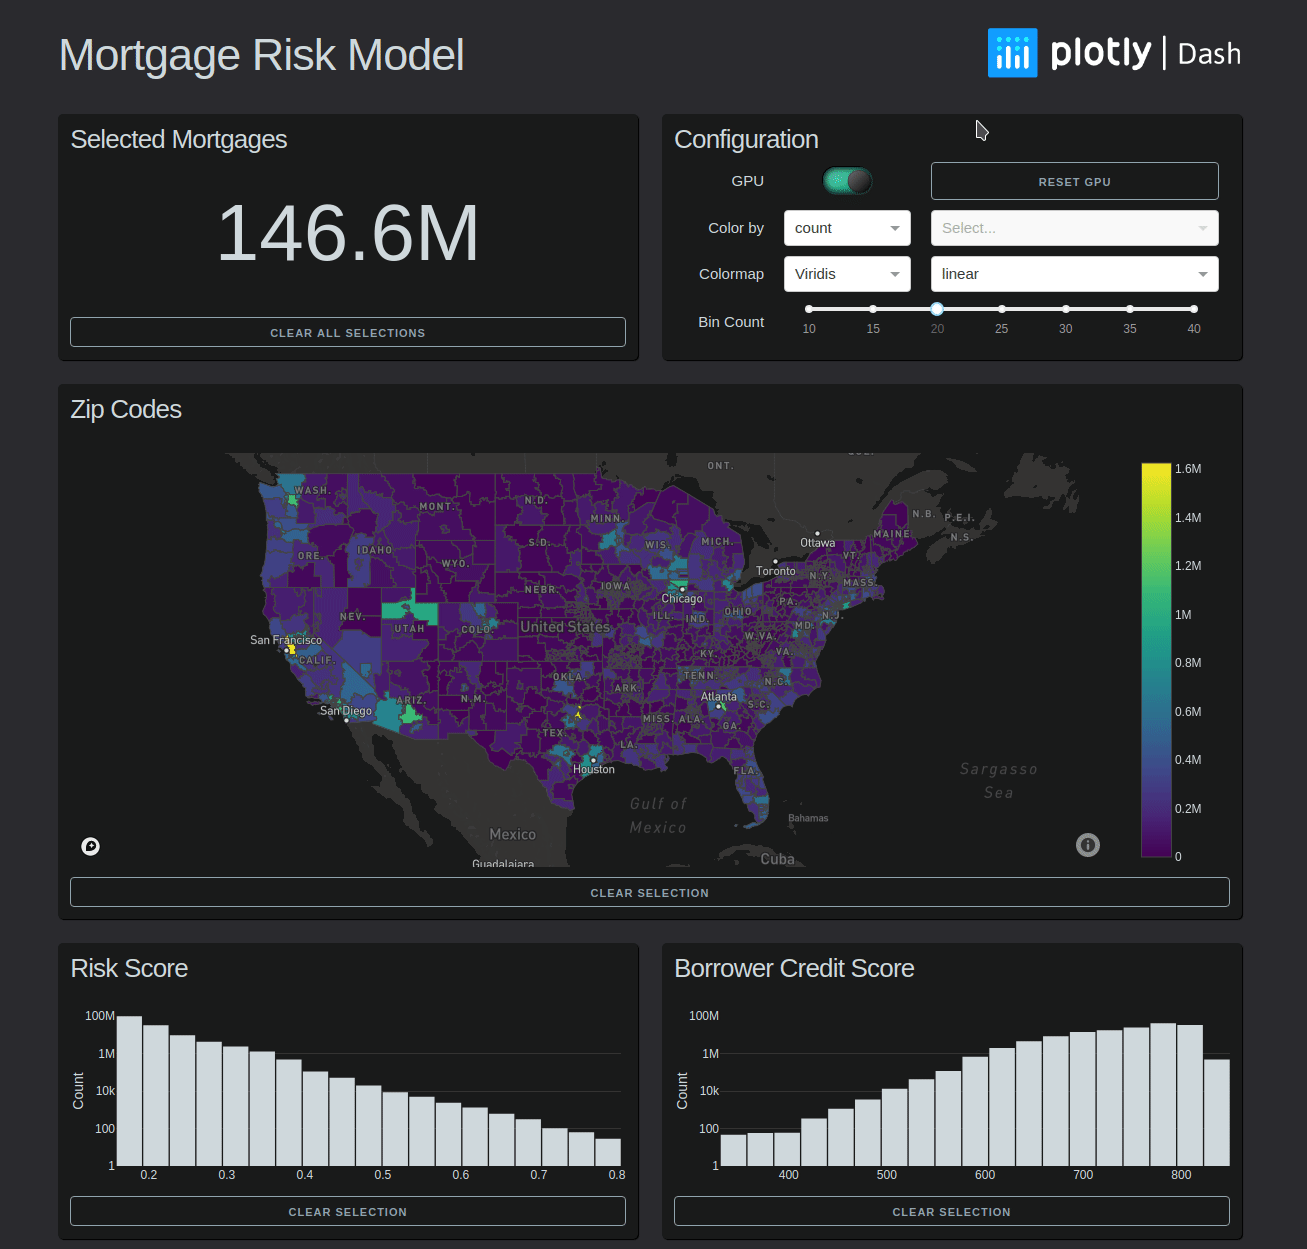 Mortgage Risk Model
plotly | Dash
Selected Mortgages
146.6M
CLEAR ALL SELECTIONS
Configuration
GPU
RESET GPU
Color by
count
Select...
Colormap
Viridis
linear
Bin Count
10 15 20 25 30 35 40
Zip Codes
ONT.
WASH.
MONT.
N.D.
MINN.
N.B.
P.E.I.
MAINE
N.S.
Ottawa
ORE.
IDAHO
S.D.
WIS.
MICH.
VT.
WYO.
Toronto
N.Y.
MASS.
NEBR.
IOWA
Chicago
PA.
NEV.
UTAH
COLO.
United States
ILL.
IND.
OHIO
N.J.
MD.
San Francisco
W.VA.
CALIF.
KY.
VA.
OKLA.
TENN.
N.C.
ARIZ.
N.M.
ARK.
Atlanta
San Diego
S.C.
MISS.
ALA.
GA.
TEX.
LA.
Houston
FLA.
Sargasso
Sea
Gulf of
Mexico
Bahamas
Mexico
Cuba
Guadalajara
1.6M
1.4M
1.2M
1M
0.8M
0.6M
0.4M
0.2M
0
CLEAR SELECTION
Risk Score
Count
100M
1M
10k
100
1
0.2 0.3 0.4 0.5 0.6 0.7 0.8
CLEAR SELECTION
Borrower Credit Score
Count
100M
1M
10k
100
1
400 500 600 700 800
CLEAR SELECTION